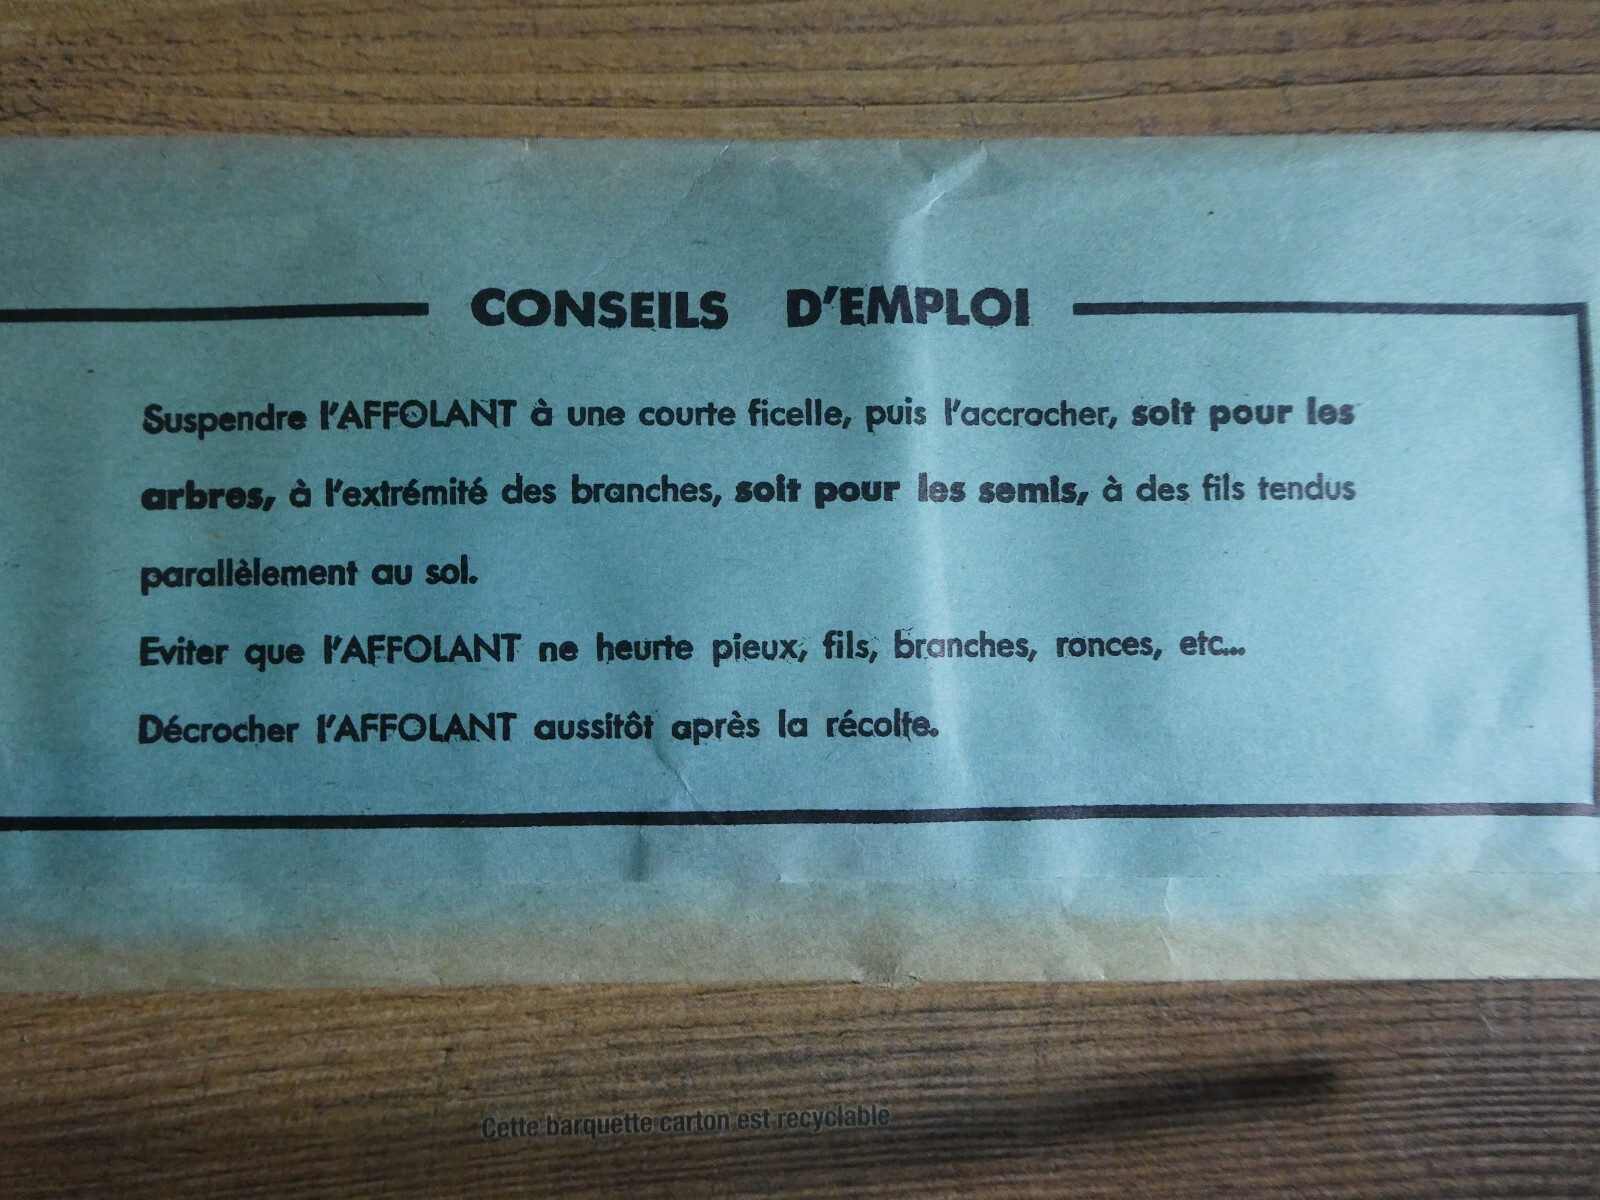 CONSEILS D'EMPLOI
Suspendre l'AFFOLANT à une courte ficelle, puis l'accrocher, soit pour les
arbres, à l'extrémité des branches, soit pour les semis, à des fils tendus
parallèlement au sol.
Eviter que l'AFFOLANT ne heurte pieux, fils, branches, ronces, etc...
Décrocher l'AFFOLANT aussitôt après la récolte.
Cette barquette carton est recyclable